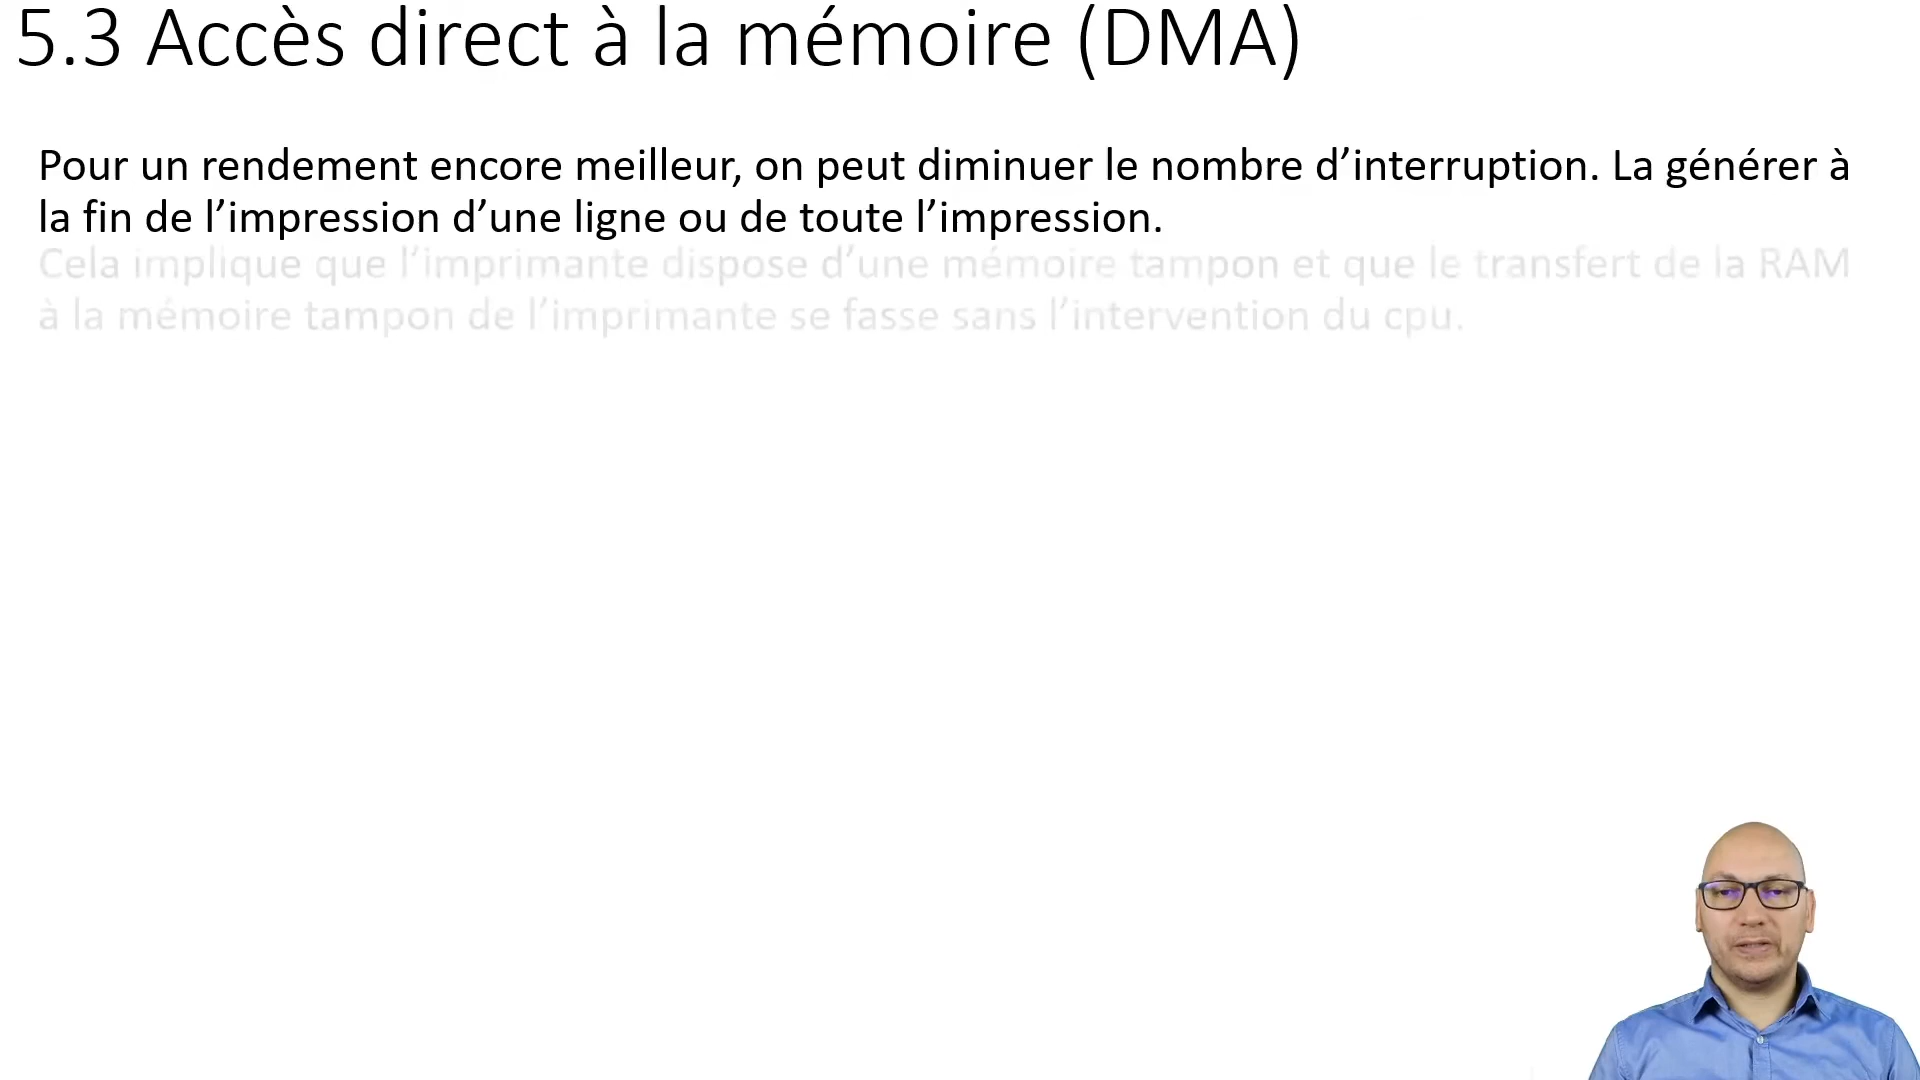 5.3 Accès direct à la mémoire (DMA)
Pour un rendement encore meilleur, on peut diminuer le nombre d’interruption. La générer à
la fin de l’impression d’une ligne ou de toute l’impression.
Cela implique que l’imprimante dispose d’une mémoire tampon et que le transfert de la RAM
à la mémoire tampon de l’imprimante se fasse sans l’intervention du cpu.